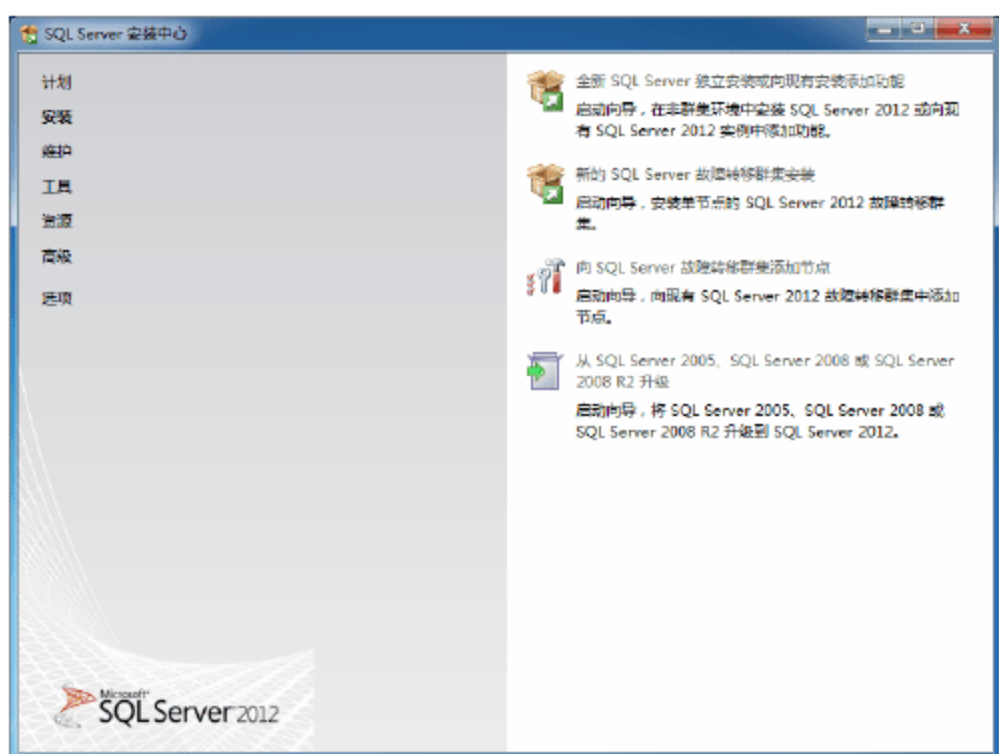 SQL Server 安装中心
计划
安装
维护
工具
资源
高级
选项
全新 SQL Server 独立安装或向现有安装添加功能
启动向导，在非群集环境中安装 SQL Server 2012 或向现
有 SQL Server 2012 实例中添加功能。
新的 SQL Server 故障转移群集安装
启动向导，安装单节点的 SQL Server 2012 故障转移群
集。
向 SQL Server 故障转移群集添加节点
启动向导，向现有 SQL Server 2012 故障转移群集中添加
节点。
从 SQL Server 2005、SQL Server 2008 或 SQL Server
2008 R2 升级
启动向导，将 SQL Server 2005、SQL Server 2008 或
SQL Server 2008 R2 升级到 SQL Server 2012。
Microsoft®
SQL Server 2012